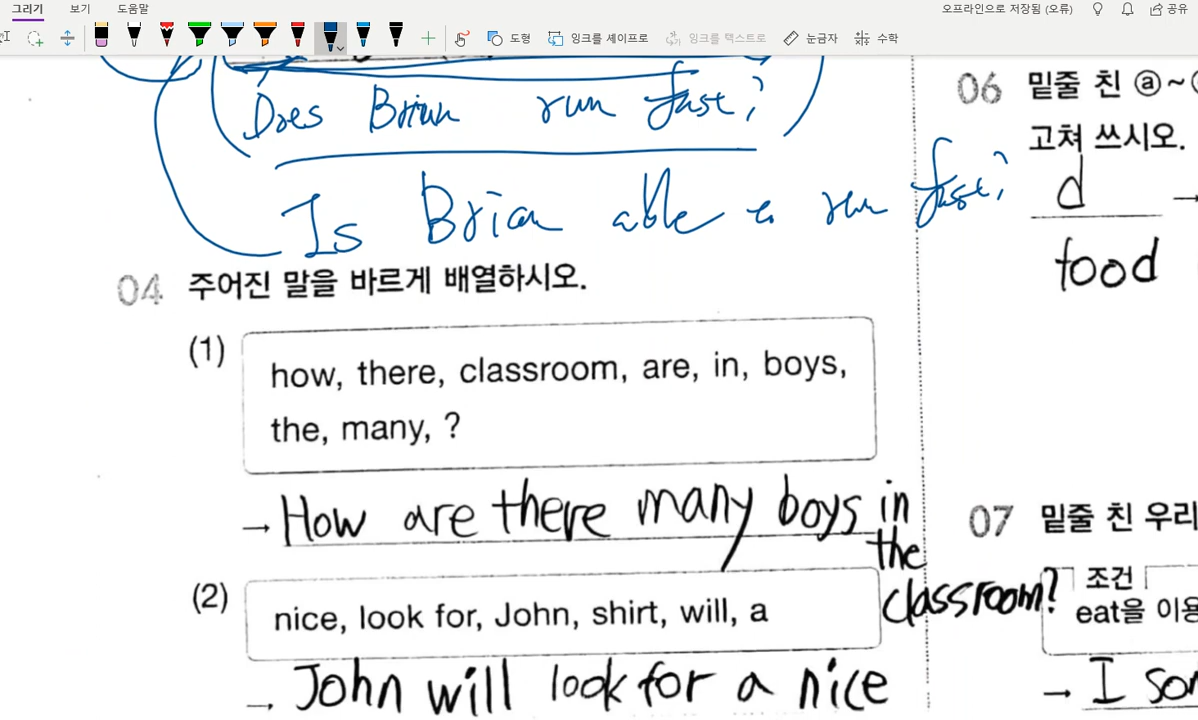 그리기 보기 도움말 오프라인으로 저장됨 (오류) 공유
도형 잉크를 셰이프로 잉크를 텍스트로 눈금자 수학
Does Brian run fast?
Is Brian able to run fast?
04 주어진 말을 바르게 배열하시오.
(1) how, there, classroom, are, in, boys,
the, many, ?
→ How are there many boys in
the
classroom?
(2) nice, look for, John, shirt, will, a
→ John will look for a nice
06 밑줄 친 ⓐ~
고쳐 쓰시오.
d →
food
07 밑줄 친 우리
조건
eat을 이용
→ I